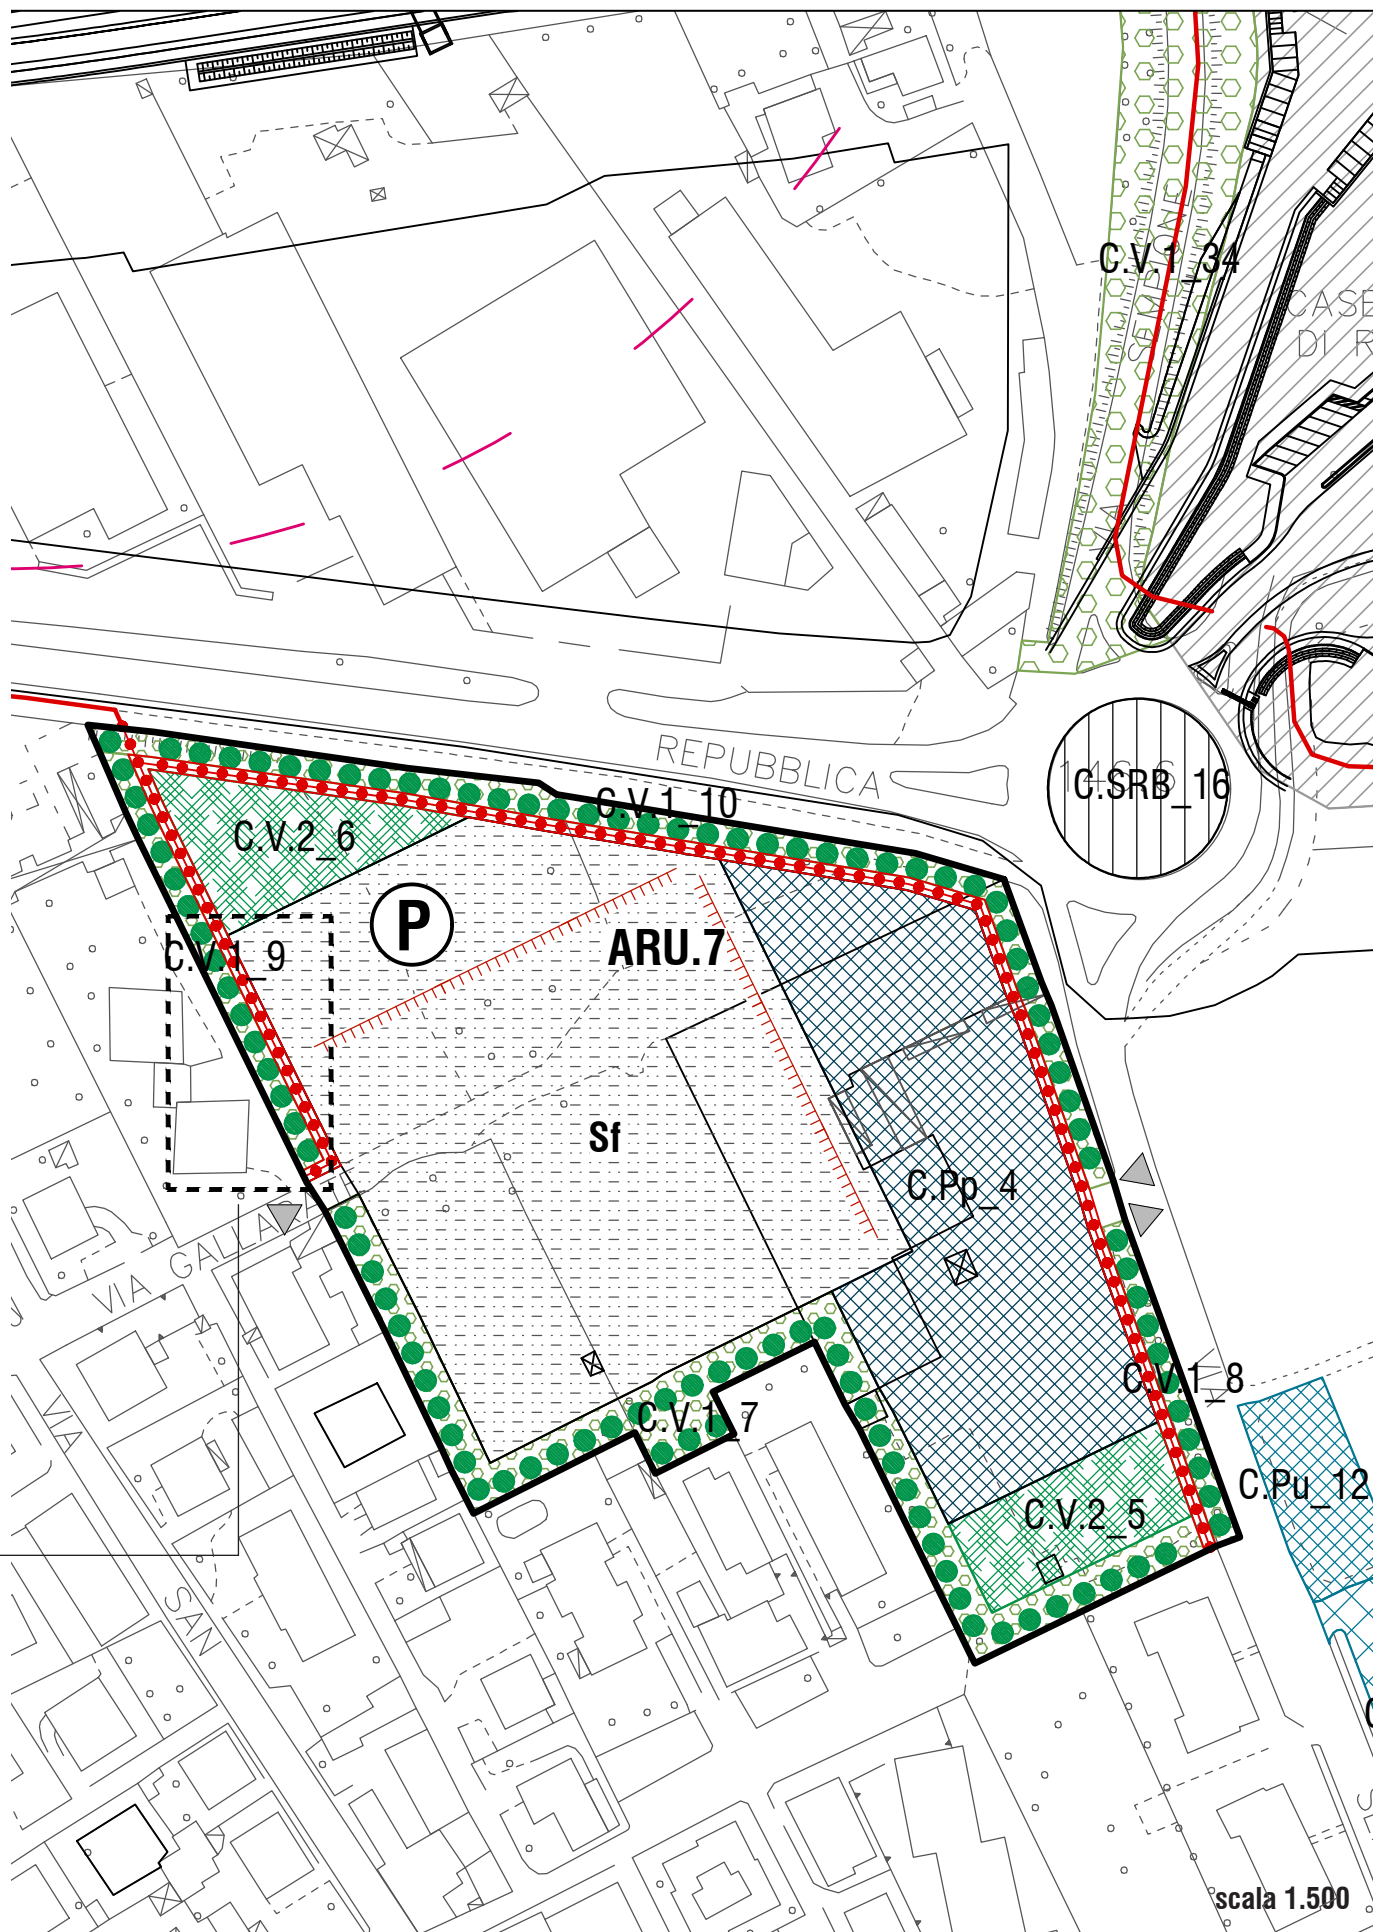 C.V.1_34
SEMPIONE
CASE
DI R
REPUBBLICA
C.SRB_16
C.V.1_10
C.V.2_6
P
ARU.7
C.V.1_9
Sf
C.Pp_4
VIA GALLA
C.V.1_8
C.V.1_7
C.Pu_12
C.V.2_5
VIA
SAN
scala 1.500